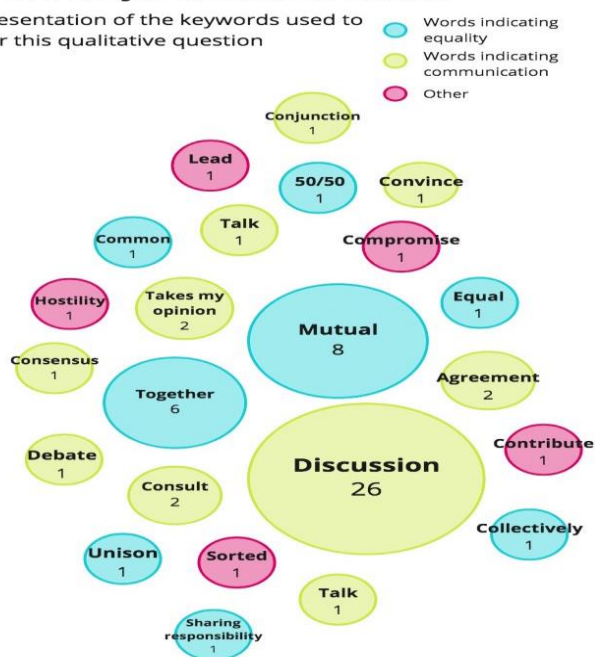 esentation of the keywords used to
r this qualitative question
Words indicating
equality
Words indicating
communication
Other
Conjunction
1
Lead
1
50/50
1
Convince
1
Talk
1
Common
1
Compromise
1
Hostility
1
Takes my
opinion
2
Equal
1
Mutual
8
Consensus
1
Together
6
Agreement
2
Debate
1
Discussion
26
Contribute
1
Consult
2
Collectively
1
Unison
1
Sorted
1
Talk
1
Sharing
responsibility
1